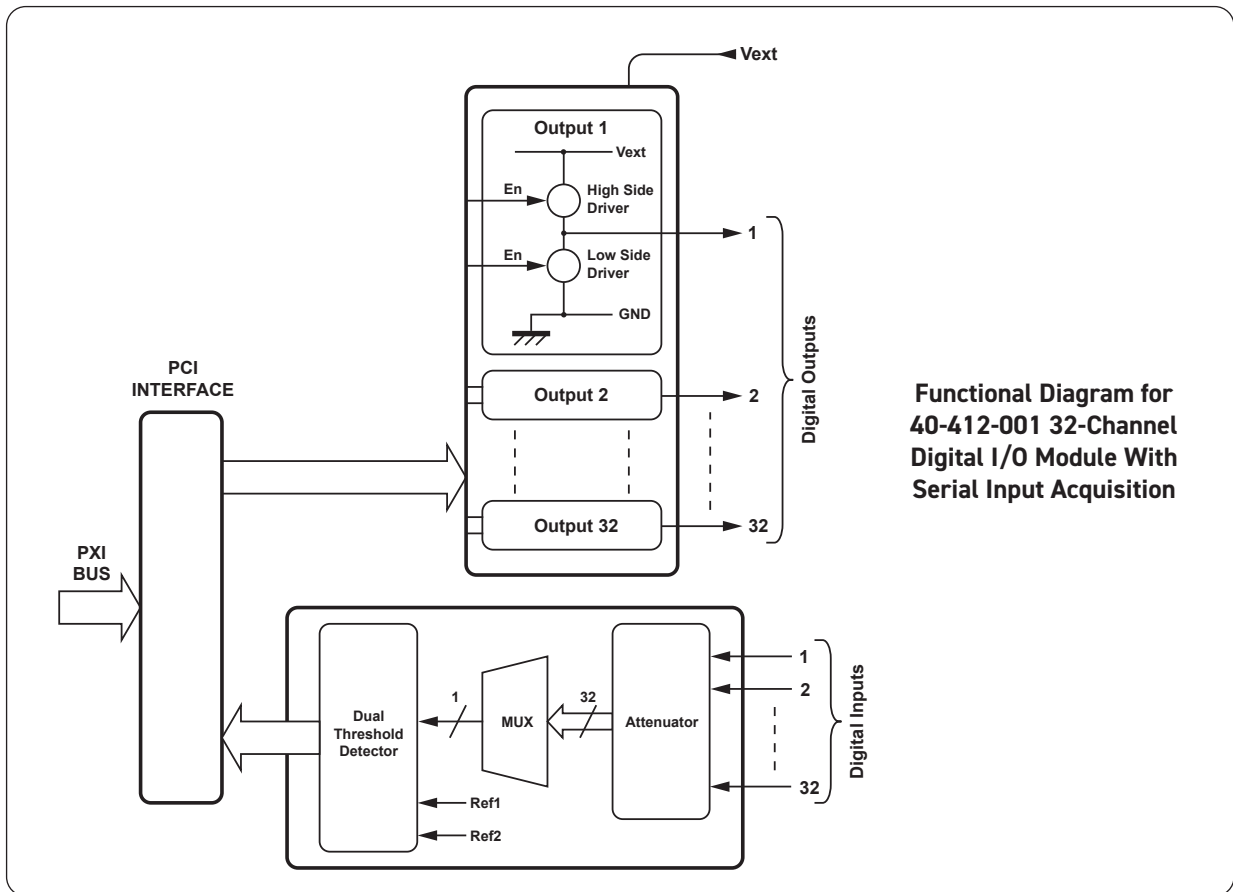 Vext
Output 1
Vext
En
High Side
Driver
1
En
Low Side
Driver
GND
Digital Outputs
PCI
INTERFACE
Output 2
2
Output 32
32
Functional Diagram for
40-412-001 32-Channel
Digital I/O Module With
Serial Input Acquisition
PXI
BUS
Dual
Threshold
Detector
1
MUX
32
Attenuator
1
2
32
Digital Inputs
Ref1
Ref2